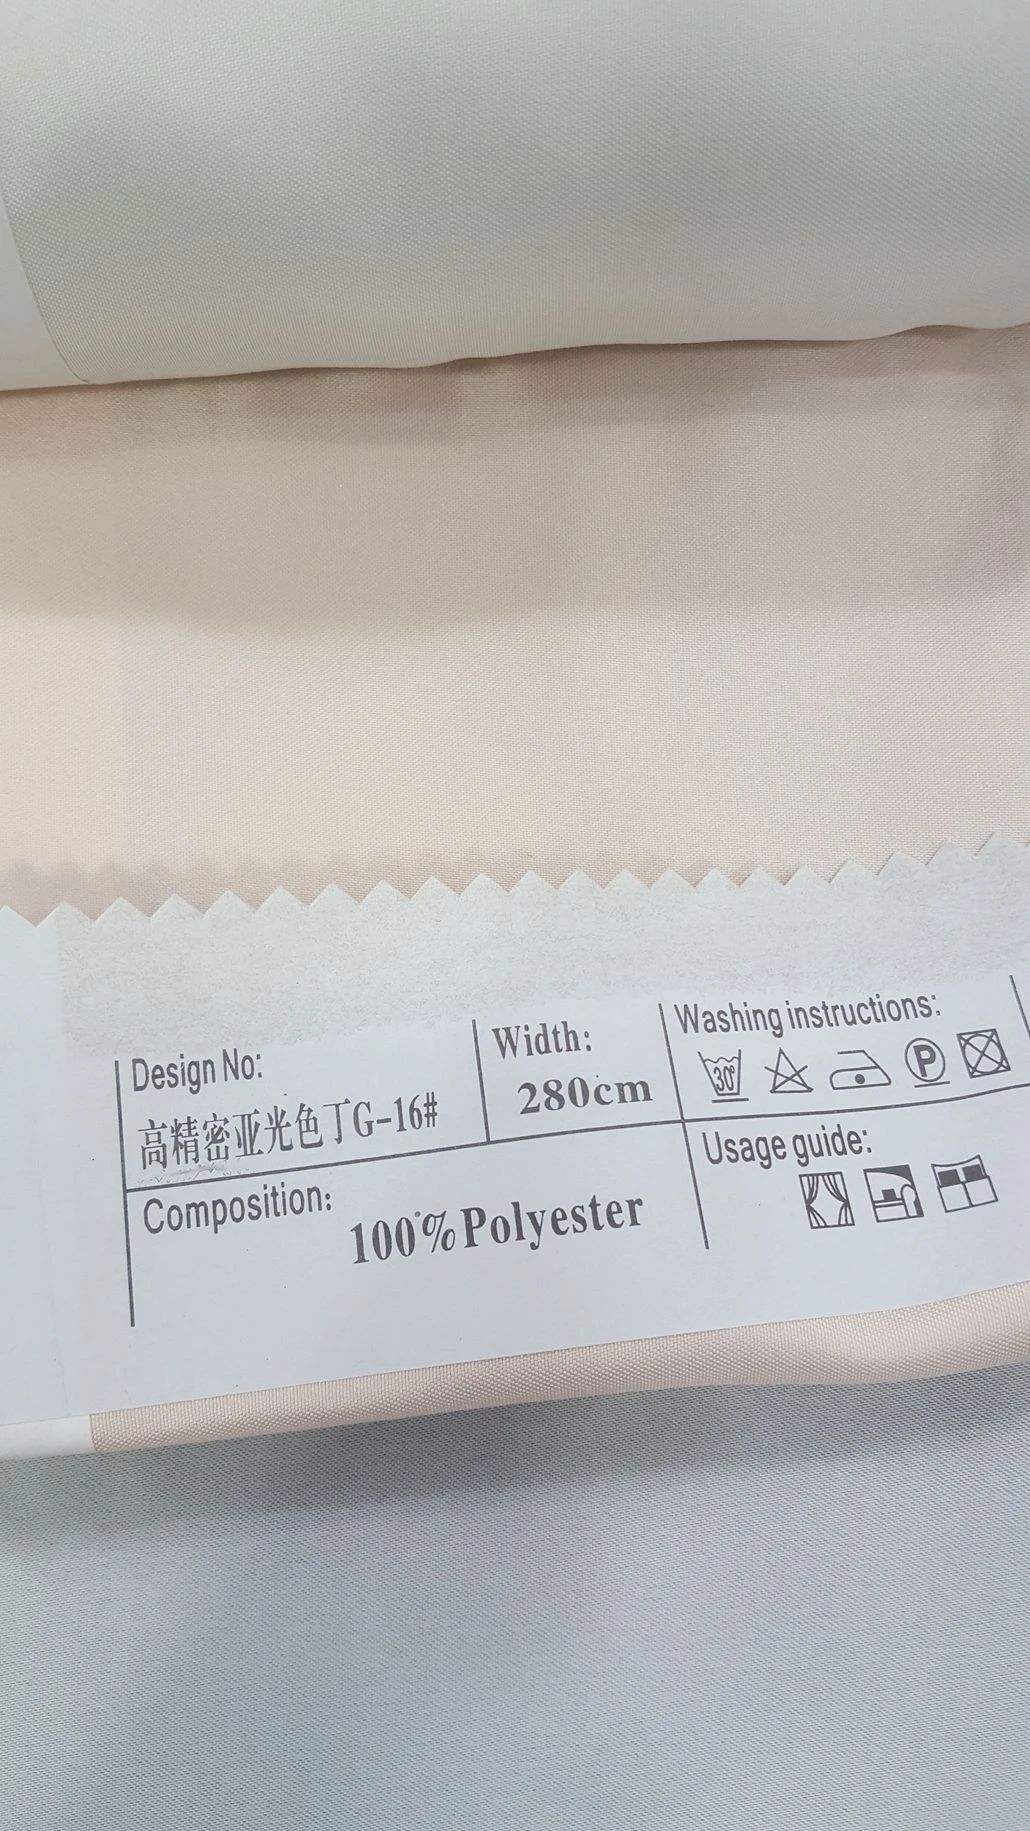 Design No:
高精密亚光色丁G-16#
Width:
280cm
Washing instructions:
30°
P
Composition:
100%Polyester
Usage guide: